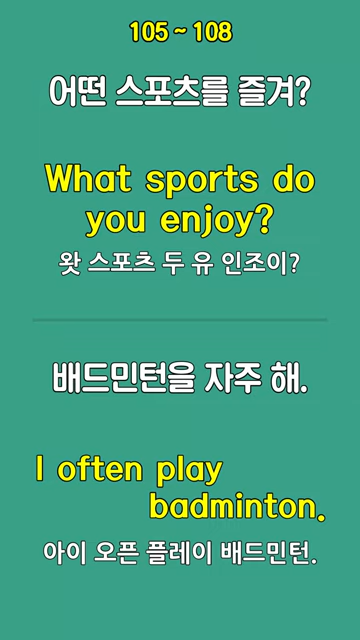 105 ~ 108
어떤 스포츠를 즐겨?
What sports do
you enjoy?
왓 스포츠 두 유 인조이?
배드민턴을 자주 해.
I often play
badminton.
아이 오픈 플레이 배드민턴.